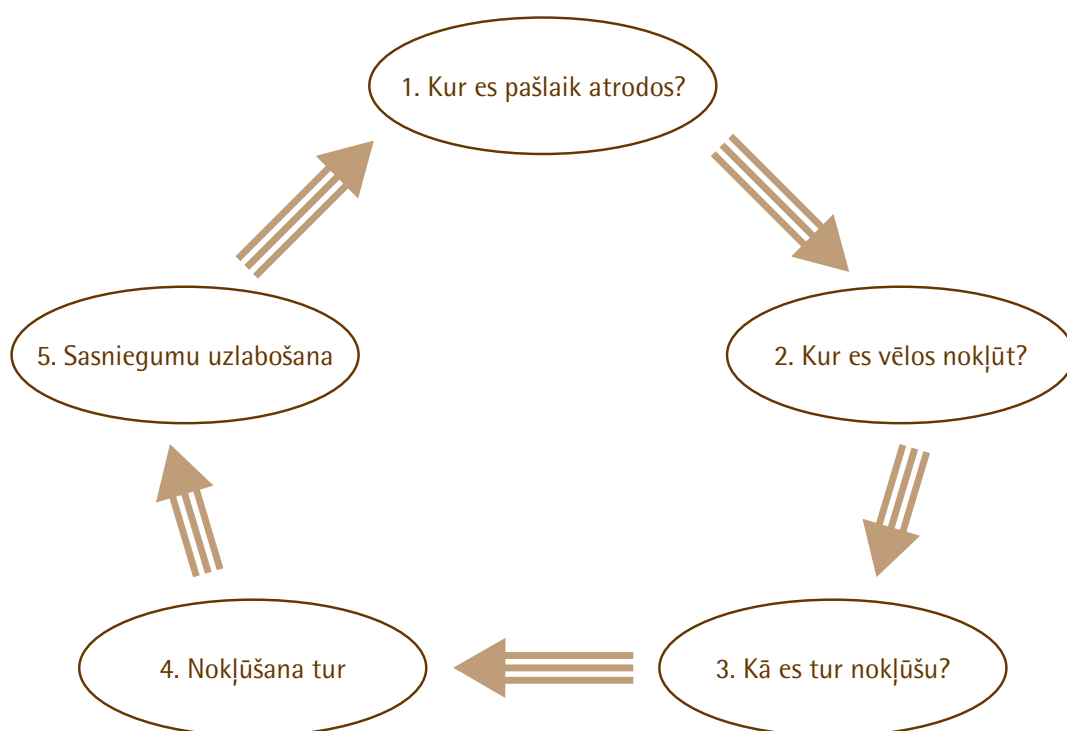 1. Kur es pašlaik atrodos?
2. Kur es vēlos nokļūt?
3. Kā es tur nokļūšu?
4. Nokļūšana tur
5. Sasniegumu uzlabošana